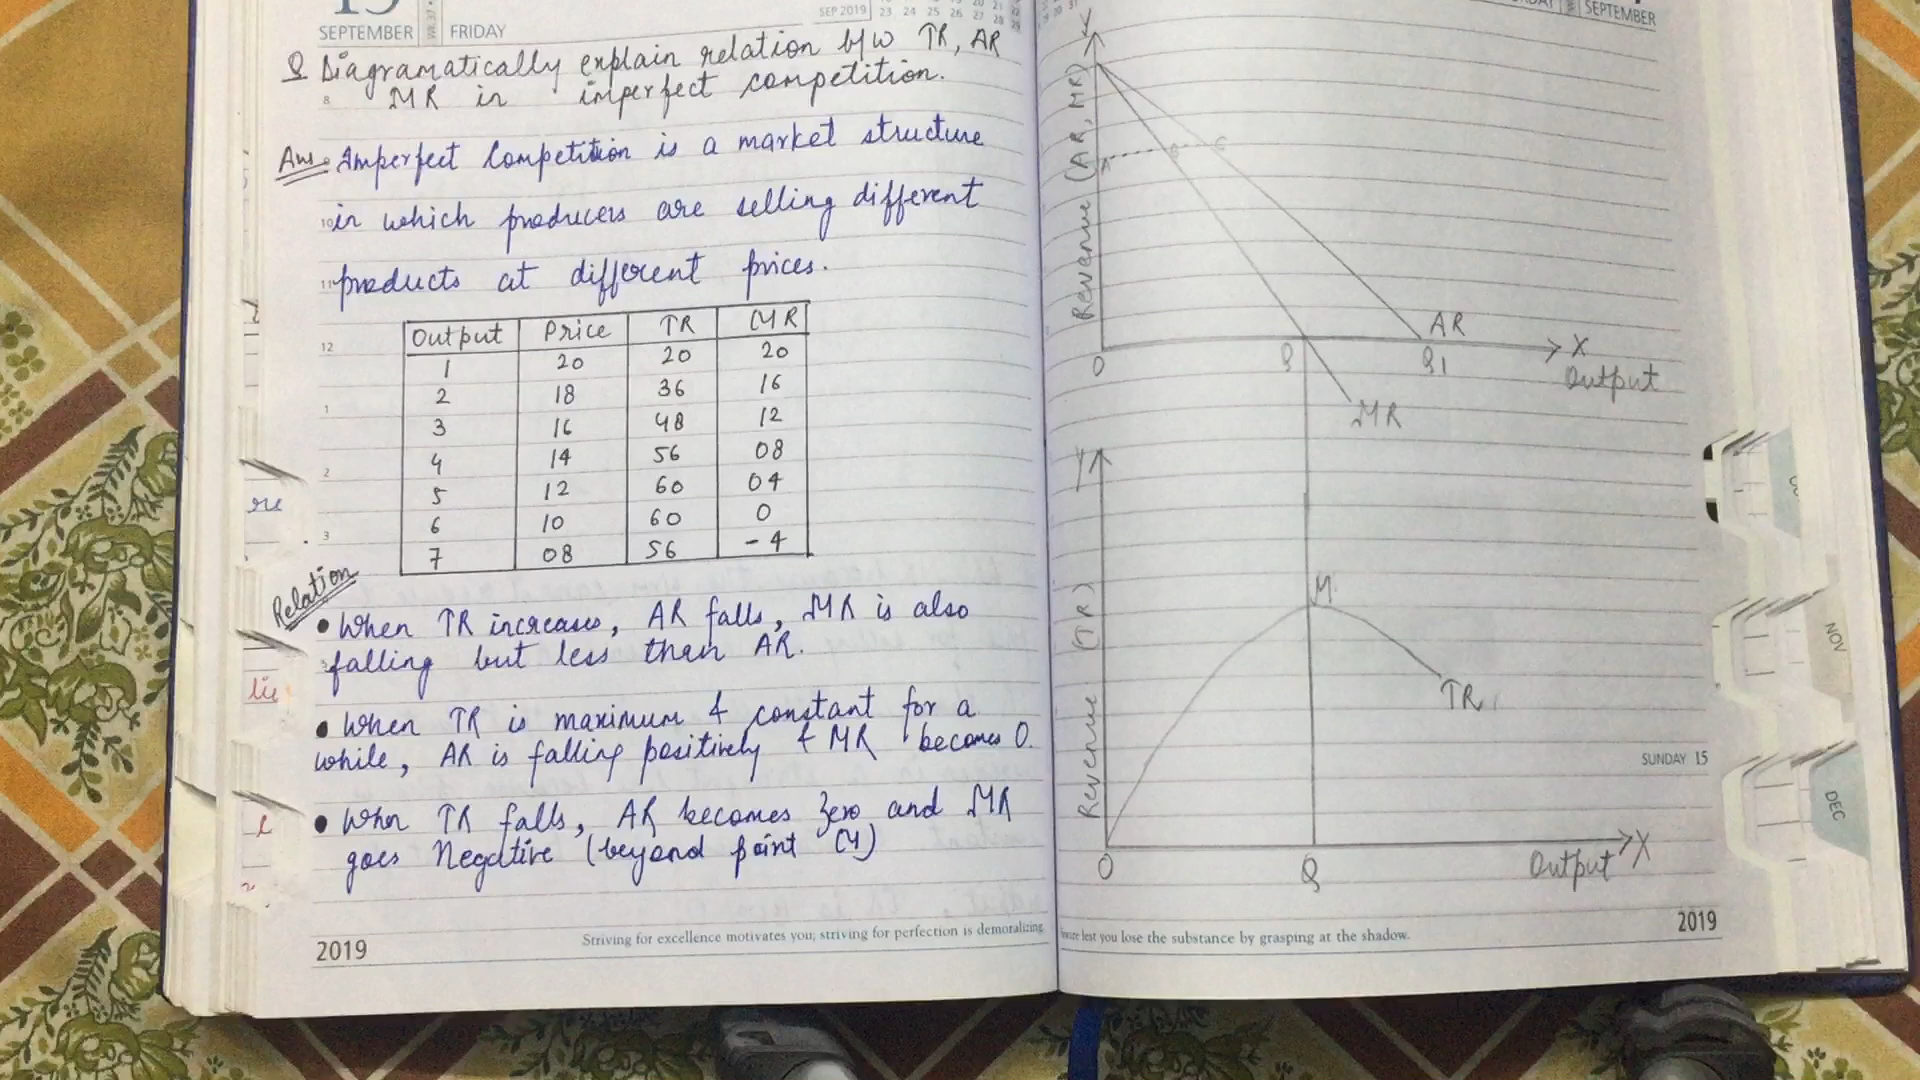 SEPTEMBER FRIDAY
SEP 2019 23 24 25 26 27 28
Q Diagramatically explain relation b/w TR, AR
MR in imperfect competition.
Ans. Imperfect Competition is a market structure
in which producers are selling different
products at different prices.
Output Price TR MR
1 20 20 20
2 18 36 16
3 16 48 12
4 14 56 08
5 12 60 04
6 10 60 0
7 08 56 -4
Relation
• When TR increases, AR falls, MR is also
falling but less than AR.
• When TR is maximum & constant for a
while, AR is falling positively & MR becomes 0.
• When TR falls, AR becomes zero and MR
goes Negative (beyond point M)
2019
Striving for excellence motivates you; striving for perfection is demoralizing
SEPTEMBER
Y
Revenue (AR, MR)
A B C
AR
O Q Q1 X
Output
MR
Y
Revenue (TR)
M
TR
O Q Output X
SUNDAY 15
2019
lest you lose the substance by grasping at the shadow.
re
NOV
DEC